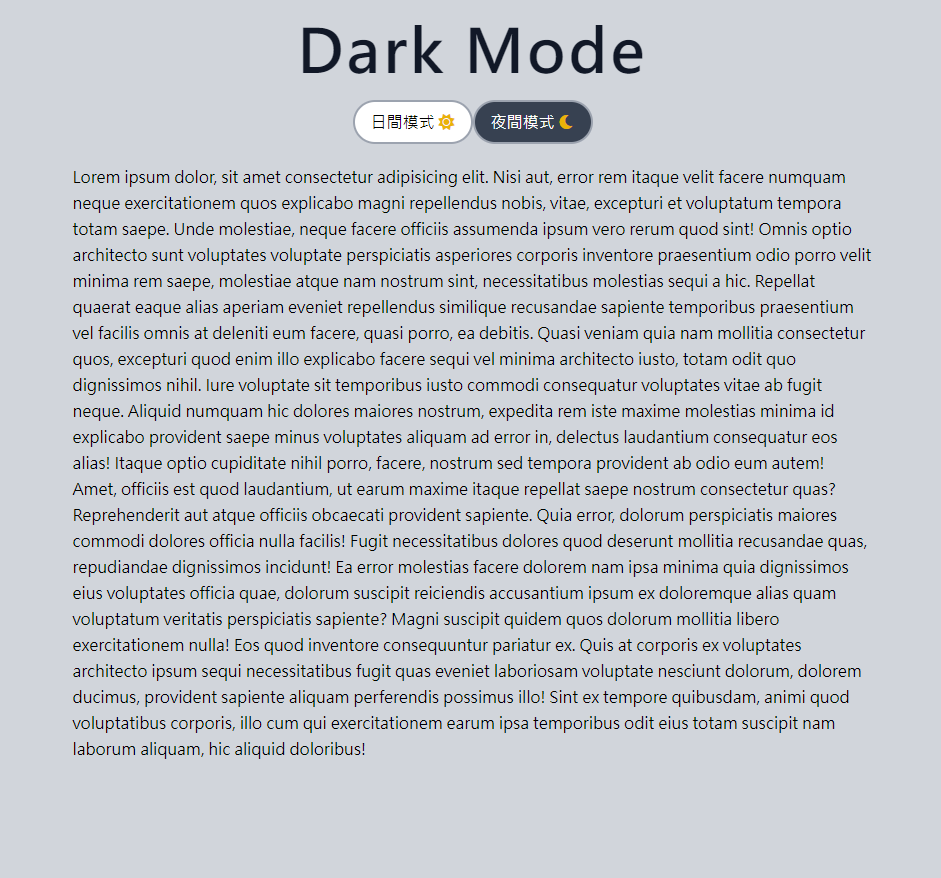 Dark Mode
日間模式
夜間模式
Lorem ipsum dolor, sit amet consectetur adipisicing elit. Nisi aut, error rem itaque velit facere numquam
neque exercitationem quos explicabo magni repellendus nobis, vitae, excepturi et voluptatum tempora
totam saepe. Unde molestiae, neque facere officiis assumenda ipsum vero rerum quod sint! Omnis optio
architecto sunt voluptates voluptate perspiciatis asperiores corporis inventore praesentium odio porro velit
minima rem saepe, molestiae atque nam nostrum sint, necessitatibus molestias sequi a hic. Repellat
quaerat eaque alias aperiam eveniet repellendus similique recusandae sapiente temporibus praesentium
vel facilis omnis at deleniti eum facere, quasi porro, ea debitis. Quasi veniam quia nam mollitia consectetur
quos, excepturi quod enim illo explicabo facere sequi vel minima architecto iusto, totam odit quo
dignissimos nihil. Iure voluptate sit temporibus iusto commodi consequatur voluptates vitae ab fugit
neque. Aliquid numquam hic dolores maiores nostrum, expedita rem iste maxime molestias minima id
explicabo provident saepe minus voluptates aliquam ad error in, delectus laudantium consequatur eos
alias! Itaque optio cupiditate nihil porro, facere, nostrum sed tempora provident ab odio eum autem!
Amet, officiis est quod laudantium, ut earum maxime itaque repellat saepe nostrum consectetur quas?
Reprehenderit aut atque officiis obcaecati provident sapiente. Quia error, dolorum perspiciatis maiores
commodi dolores officia nulla facilis! Fugit necessitatibus dolores quod deserunt mollitia recusandae quas,
repudiandae dignissimos incidunt! Ea error molestias facere dolorem nam ipsa minima quia dignissimos
eius voluptates officia quae, dolorum suscipit reiciendis accusantium ipsum ex doloremque alias quam
voluptatum veritatis perspiciatis sapiente? Magni suscipit quidem quos dolorum mollitia libero
exercitationem nulla! Eos quod inventore consequuntur pariatur ex. Quis at corporis ex voluptates
architecto ipsum sequi necessitatibus fugit quas eveniet laboriosam voluptate nesciunt dolorum, dolorem
ducimus, provident sapiente aliquam perferendis possimus illo! Sint ex tempore quibusdam, animi quod
voluptatibus corporis, illo cum qui exercitationem earum ipsa temporibus odit eius totam suscipit nam
laborum aliquam, hic aliquid doloribus!